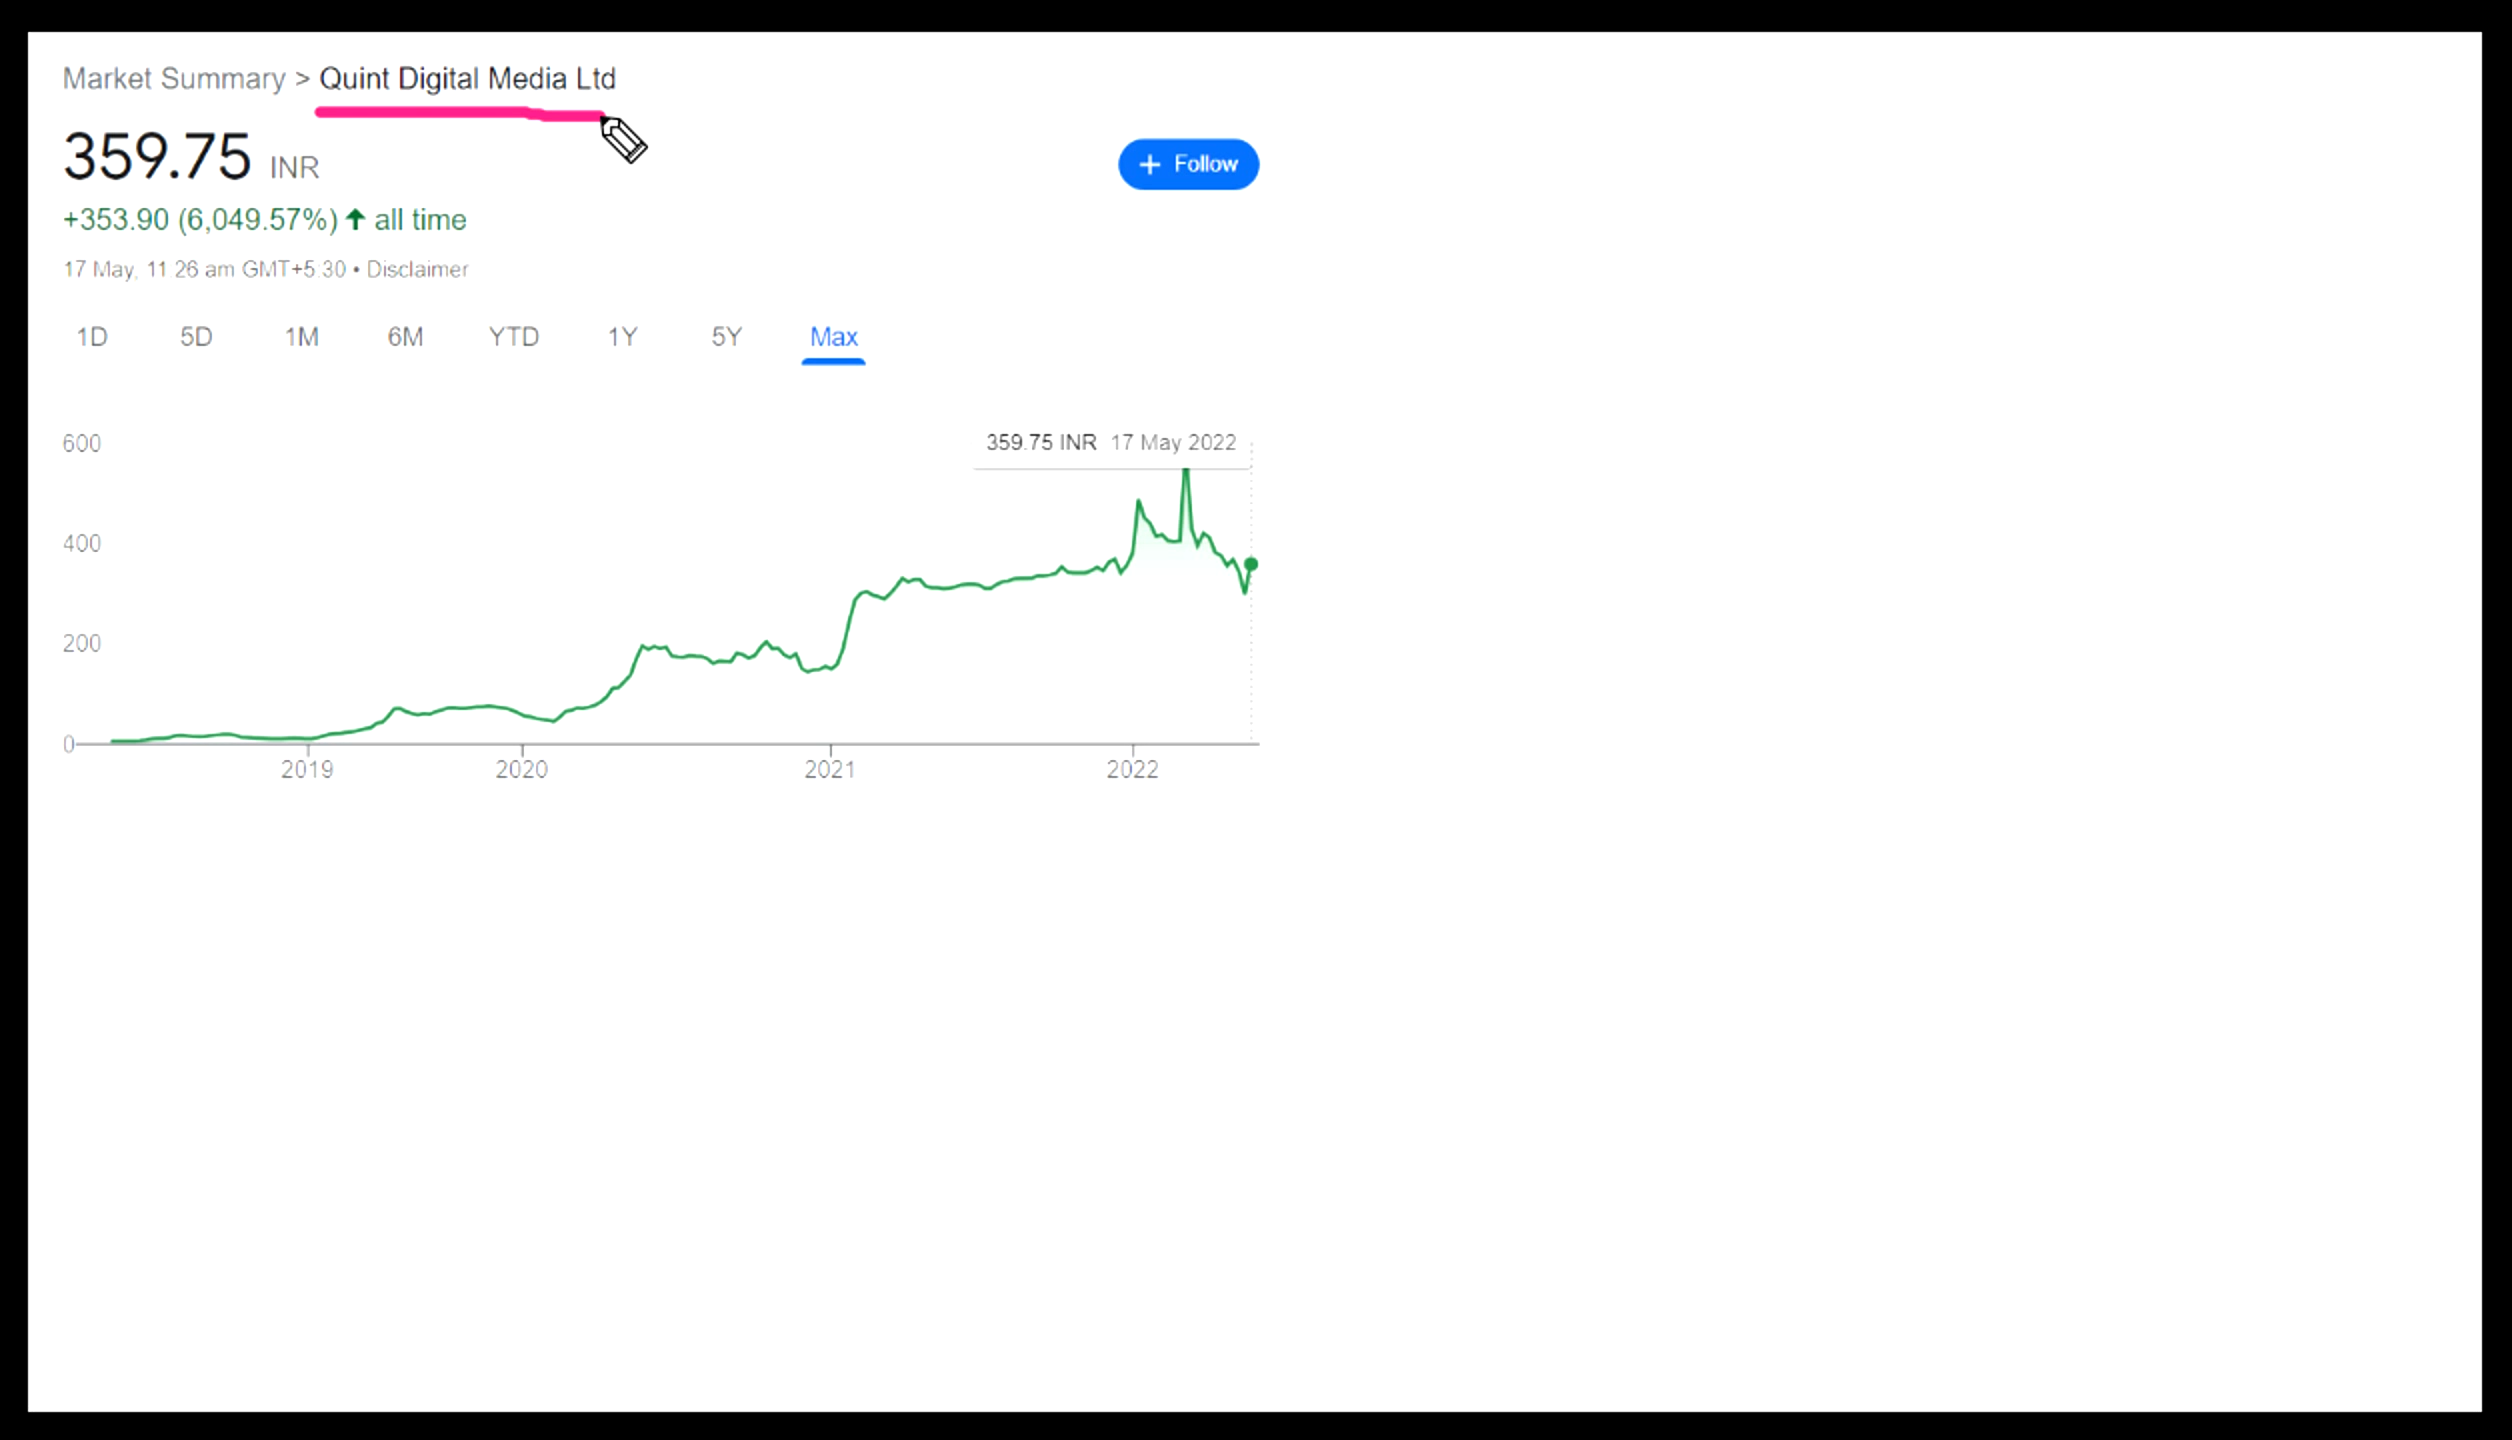 Market Summary > Quint Digital Media Ltd
359.75 INR
+ Follow
+353.90 (6,049.57%) ↑ all time
17 May, 11:26 am GMT+5:30 • Disclaimer
1D 5D 1M 6M YTD 1Y 5Y Max
359.75 INR 17 May 2022
600
400
200
0
2019 2020 2021 2022